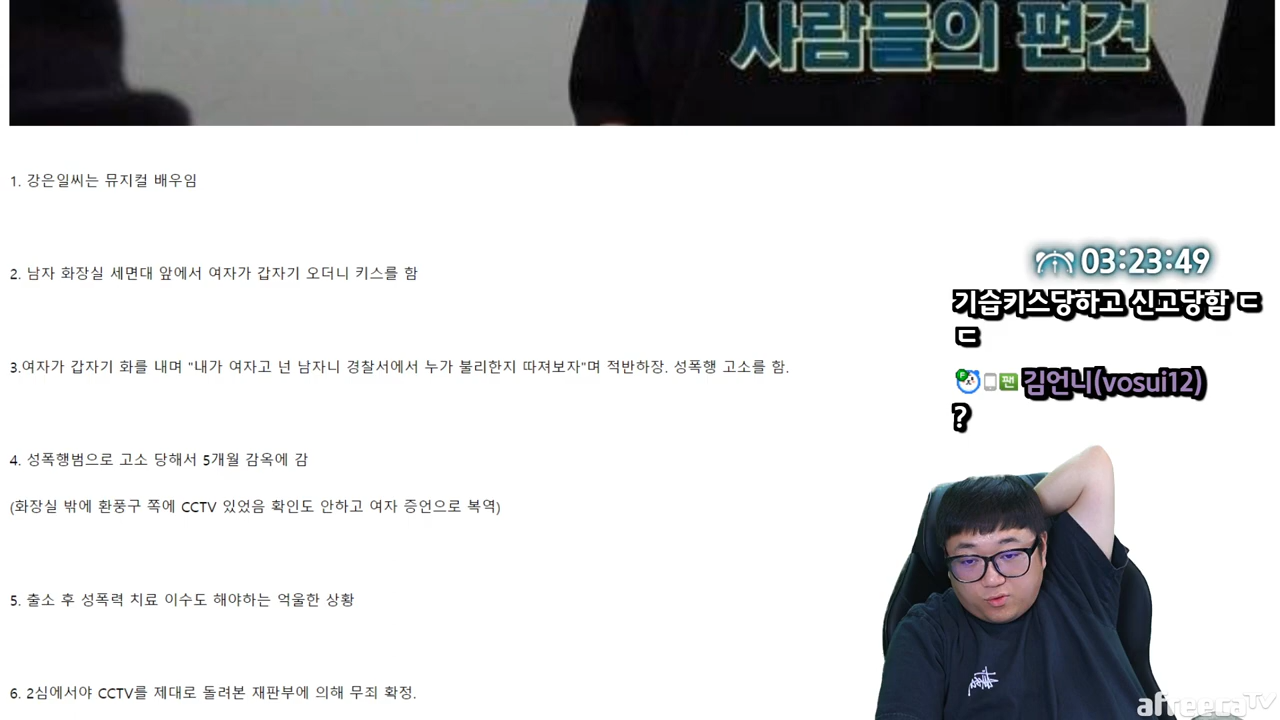 사람들의 편견
1. 강은일씨는 뮤지컬 배우임
2. 남자 화장실 세면대 앞에서 여자가 갑자기 오더니 키스를 함
3.여자가 갑자기 화를 내며 "내가 여자고 넌 남자니 경찰서에서 누가 불리한지 따져보자"며 적반하장. 성폭행 고소를 함.
4. 성폭행범으로 고소 당해서 5개월 감옥에 감
(화장실 밖에 환풍구 쪽에 CCTV 있었음 확인도 안하고 여자 증언으로 복역)
5. 출소 후 성폭력 치료 이수도 해야하는 억울한 상황
6. 2심에서야 CCTV를 제대로 돌려본 재판부에 의해 무죄 확정.
03:23:49
기습키스당하고 신고당함 ㄷ
ㄷ
F 팬 김언니(vosui12)
?
afreecaTV